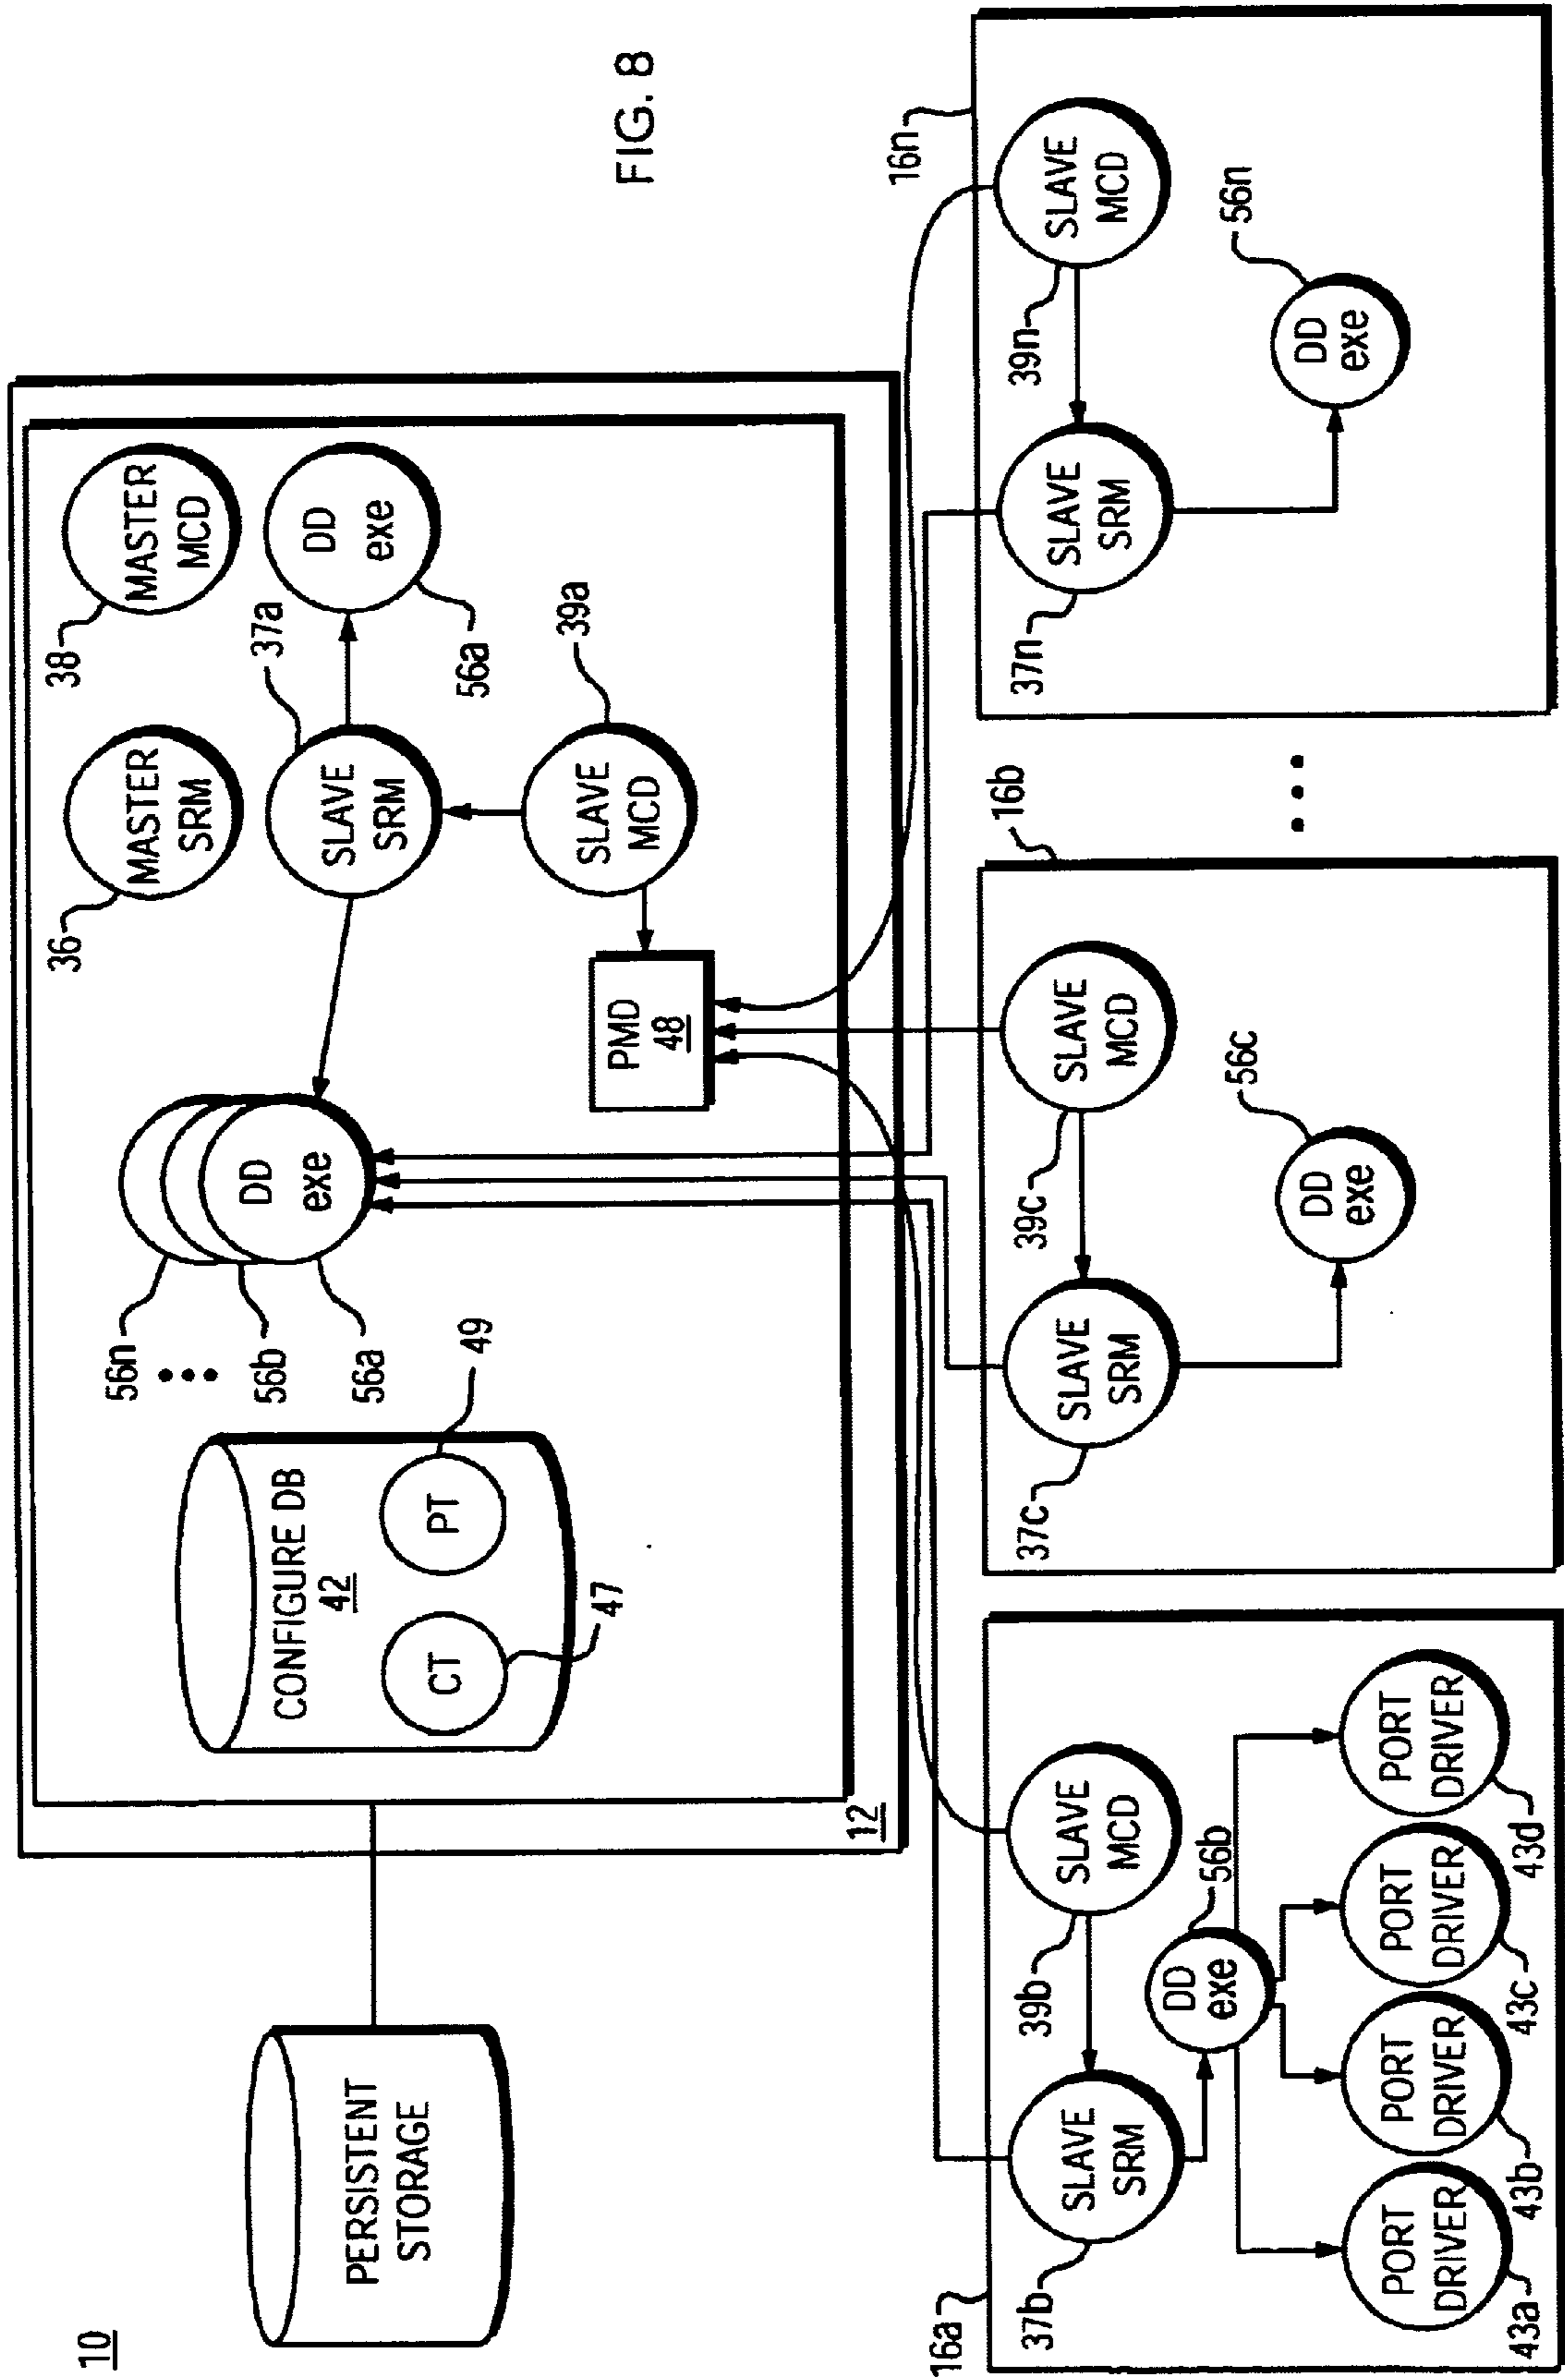 10
PERSISTENT
STORAGE
CONFIGURE DB
42
CT
PT
47
49
56n
56b
56a
DD
exe
36
MASTER
SRM
38
MASTER
MCD
37a
SLAVE
SRM
DD
exe
56a
39a
SLAVE
MCD
PMD
48
12
FIG. 8
16a
37b
SLAVE
SRM
39b
SLAVE
MCD
56b
DD
exe
PORT
DRIVER
PORT
DRIVER
PORT
DRIVER
PORT
DRIVER
43a
43b
43c
43d
16b
37c
SLAVE
SRM
39c
SLAVE
MCD
56c
DD
exe
16n
37n
SLAVE
SRM
39n
SLAVE
MCD
56n
DD
exe